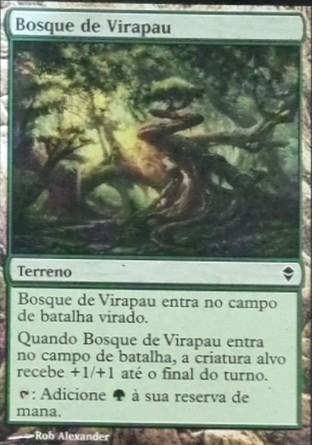 Bosque de Virapau
Terreno
Bosque de Virapau entra no campo
de batalha virado.
Quando Bosque de Virapau entra
no campo de batalha, a criatura alvo
recebe +1/+1 até o final do turno.
: Adicione à sua reserva de
mana.
Rob Alexander